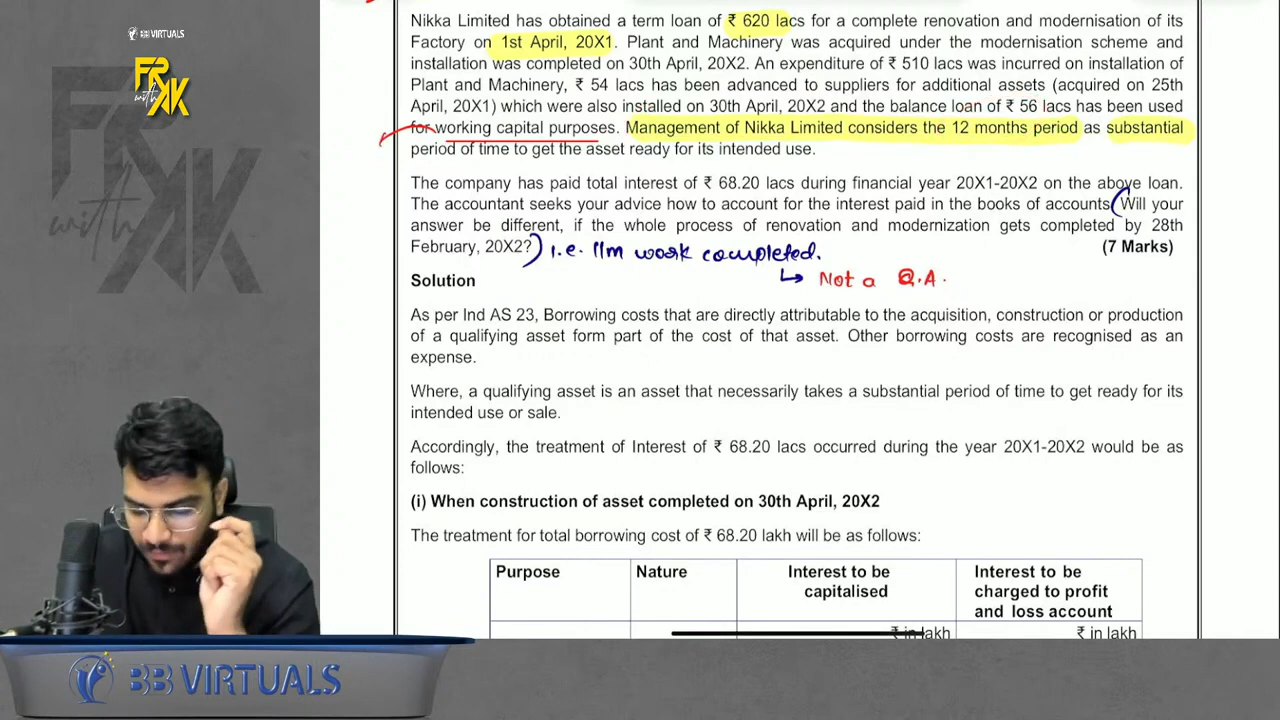 Nikka Limited has obtained a term loan of ₹ 620 lacs for a complete renovation and modernisation of its
Factory on 1st April, 20X1. Plant and Machinery was acquired under the modernisation scheme and
installation was completed on 30th April, 20X2. An expenditure of ₹ 510 lacs was incurred on installation of
Plant and Machinery, ₹ 54 lacs has been advanced to suppliers for additional assets (acquired on 25th
April, 20X1) which were also installed on 30th April, 20X2 and the balance loan of ₹ 56 lacs has been used
for working capital purposes. Management of Nikka Limited considers the 12 months period as substantial
period of time to get the asset ready for its intended use.
The company has paid total interest of ₹ 68.20 lacs during financial year 20X1-20X2 on the above loan.
The accountant seeks your advice how to account for the interest paid in the books of accounts. Will your
answer be different, if the whole process of renovation and modernization gets completed by 28th
February, 20X2? ) i.e. 11m work completed. (7 Marks)
↳ Not a Q.A.
Solution
As per Ind AS 23, Borrowing costs that are directly attributable to the acquisition, construction or production
of a qualifying asset form part of the cost of that asset. Other borrowing costs are recognised as an
expense.
Where, a qualifying asset is an asset that necessarily takes a substantial period of time to get ready for its
intended use or sale.
Accordingly, the treatment of Interest of ₹ 68.20 lacs occurred during the year 20X1-20X2 would be as
follows:
(i) When construction of asset completed on 30th April, 20X2
The treatment for total borrowing cost of ₹ 68.20 lakh will be as follows:
Purpose Nature Interest to be capitalised Interest to be charged to profit and loss account
₹ in lakh ₹ in lakh
BB VIRTUALS
FR
with
AK
FR
with
AK
BB VIRTUALS